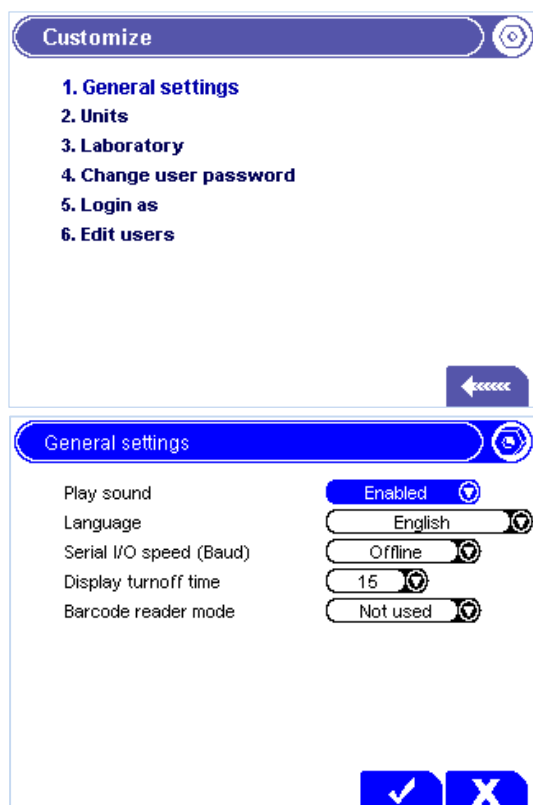 Customize
1. General settings
2. Units
3. Laboratory
4. Change user password
5. Login as
6. Edit users
General settings
Play sound Enabled
Language English
Serial I/O speed (Baud) Offline
Display turnoff time 15
Barcode reader mode Not used